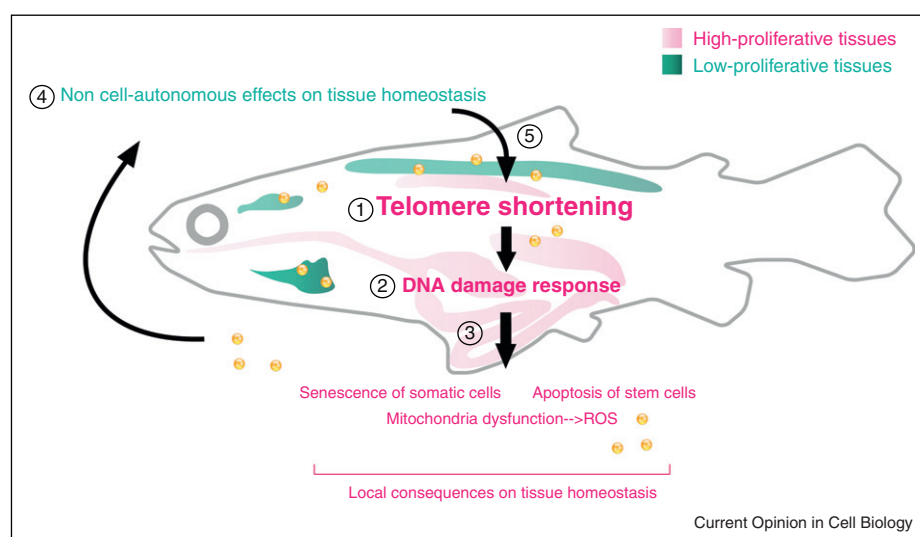 High-proliferative tissues
Low-proliferative tissues
④ Non cell-autonomous effects on tissue homeostasis
⑤
① Telomere shortening
② DNA damage response
③
Senescence of somatic cells Apoptosis of stem cells
Mitochondria dysfunction-->ROS
Local consequences on tissue homeostasis
Current Opinion in Cell Biology